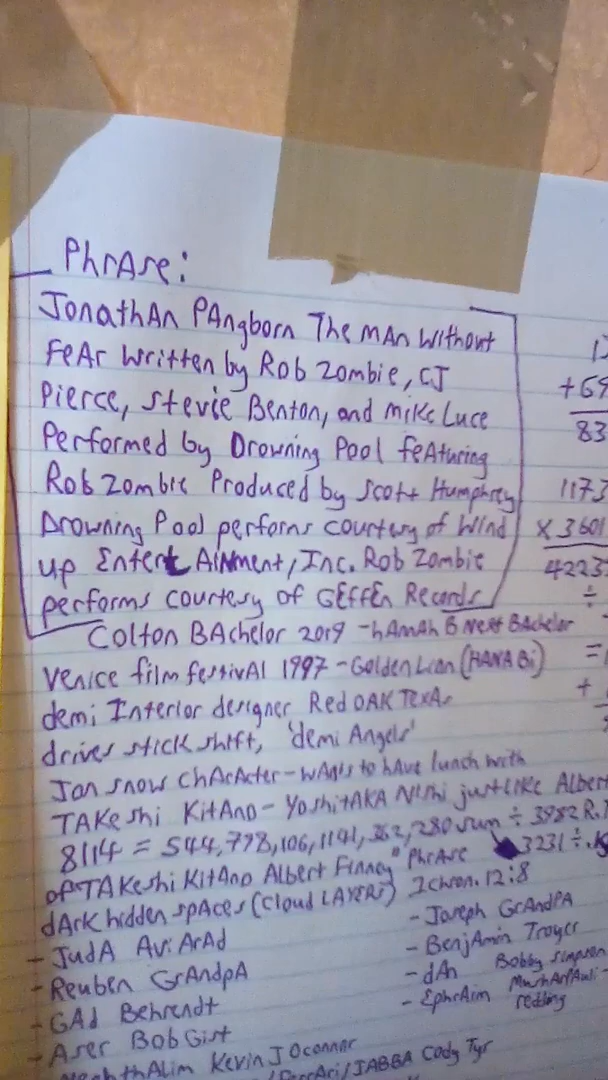 Phrase:
Jonathan Pangborn The man without
Fear written by Rob Zombie, CJ
Pierce, Stevie Benton, and Mike Luce
Performed by Drowning Pool featuring
Rob Zombie Produced by Scott Humphrey
Drowning Pool performs courtesy of Wind
up Entertainment, Inc. Rob Zombie
performs courtesy of GEFFEN Records
Colton Bachelor 2019 - hAnAh B Next BAchelor
Venice film festivAl 1997 - Golden Lion (HANA Bi)
demi Interior designer Red OAK TexAs
drives stick shift, 'demi Angels'
Jon snow chArActer - wAnts to hAve lunch with
TAKeshi KitAno - YoshitAKA Nishi just like Albert
8114 = 544,778,106,1141,362,280 sum ÷ 3982 R.
of TAKeshi KitAno Albert Finney" Phrase 3231 ÷
dArk hidden spAces (cloud LAYERS) 1chron. 12:8
- JudA Avi ArAd
- Reuben GrAndpA
- GAd Behrendt
- Aser Bob Gist
Kevin J Oconnor
/JABBA Cody Tyr
- Joseph GrAndPA
- BenjAmin Troyer
- dAn Bobby Simpson
- EphrAim
redding
+69
83
1173
x 3601
4223
÷
=
+